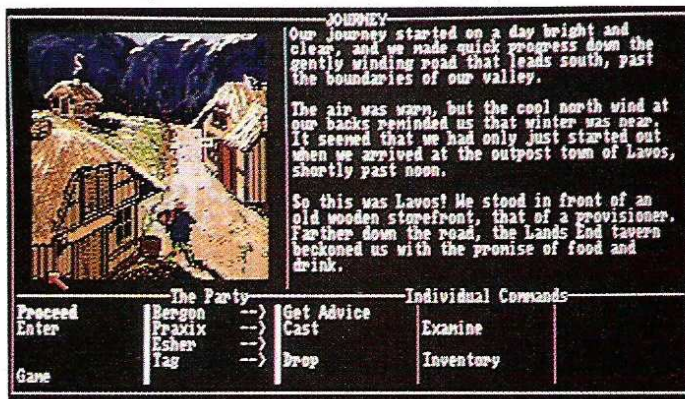 JOURNEY
Our journey started on a day bright and
clear, and we made quick progress down the
gently winding road that leads south, past
the boundaries of our valley.
The air was warm, but the cool north wind at
our backs reminded us that winter was near.
It seemed that we had only just started out
when we arrived at the outpost town of Lavos,
shortly past noon.
So this was Lavos! We stood in front of an
old wooden storefront, that of a provisioner.
Farther down the road, the Lands End tavern
beckoned us with the promise of food and
drink.
The Party Individual Commands
Proceed Bergon --> Get Advice
Enter Praxix --> Cast Examine
Esher -->
Tag --> Drop Inventory
Game